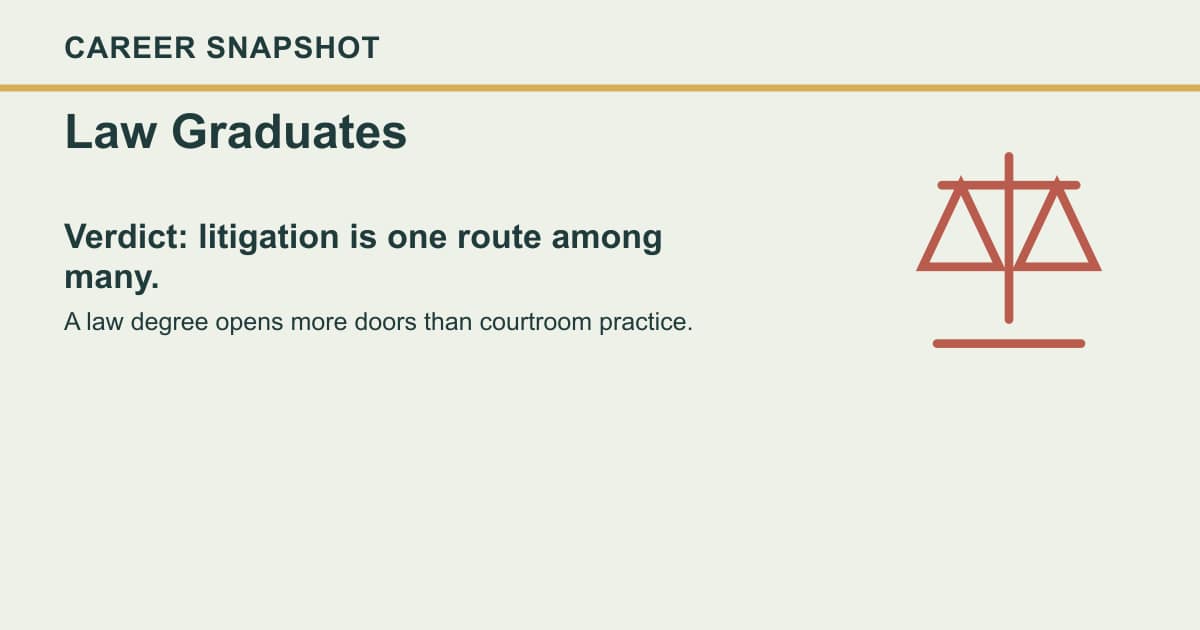 CAREER SNAPSHOT
Law Graduates
Verdict: litigation is one route among
many.
A law degree opens more doors than courtroom practice.